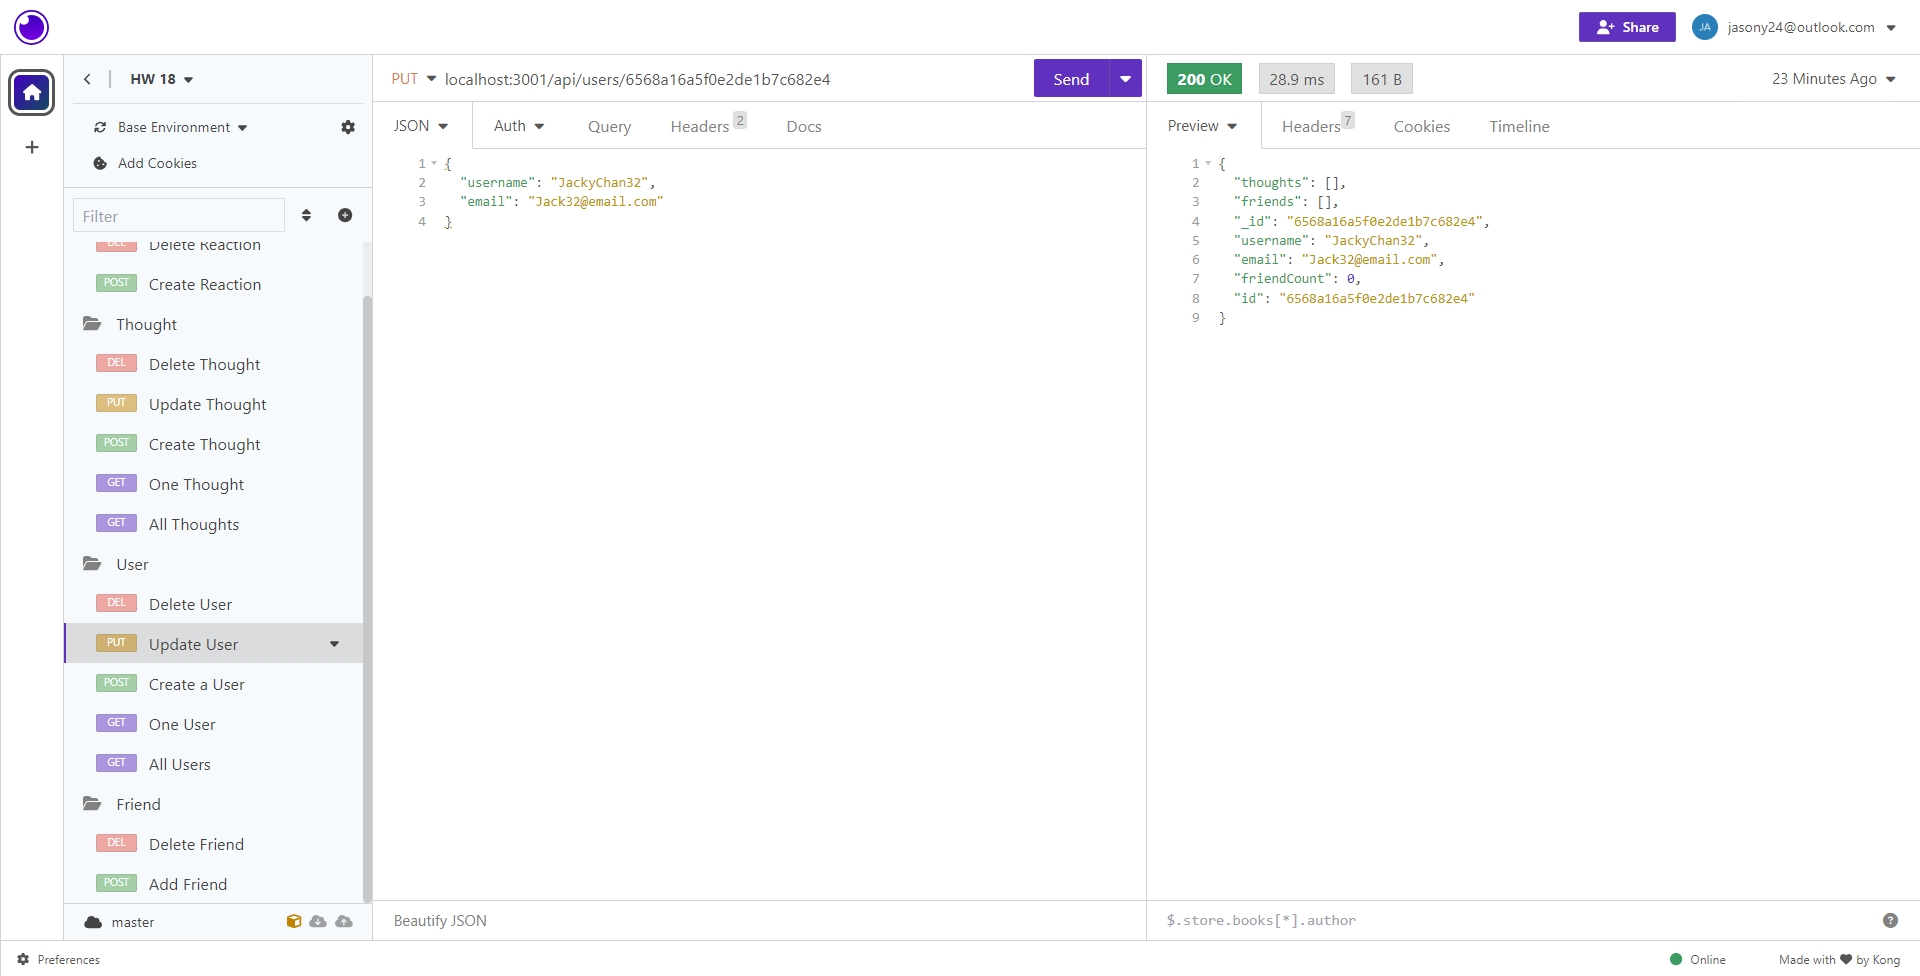 Share
JA
jasony24@outlook.com
HW 18
Base Environment
Add Cookies
Filter
DEL Delete Reaction
POST Create Reaction
Thought
DEL Delete Thought
PUT Update Thought
POST Create Thought
GET One Thought
GET All Thoughts
User
DEL Delete User
PUT Update User
POST Create a User
GET One User
GET All Users
Friend
DEL Delete Friend
POST Add Friend
master
PUT localhost:3001/api/users/6568a16a5f0e2de1b7c682e4 Send
JSON Auth Query Headers 2 Docs
1 {
2 "username": "JackyChan32",
3 "email": "Jack32@email.com"
4 }
Beautify JSON
200 OK 28.9 ms 161 B 23 Minutes Ago
Preview Headers 7 Cookies Timeline
1 {
2 "thoughts": [],
3 "friends": [],
4 "_id": "6568a16a5f0e2de1b7c682e4",
5 "username": "JackyChan32",
6 "email": "Jack32@email.com",
7 "friendCount": 0,
8 "id": "6568a16a5f0e2de1b7c682e4"
9 }
$.store.books[*].author
?
Preferences
Online
Made with ♥ by Kong